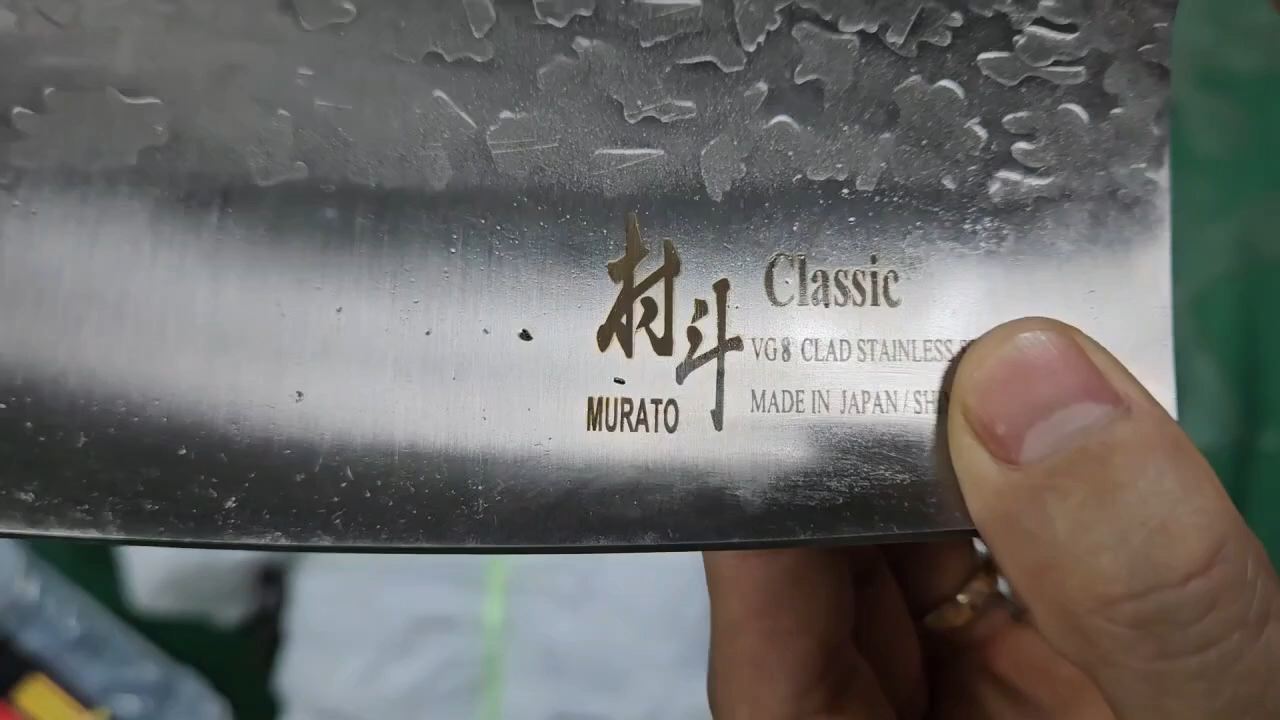 村斗
MURATO
Classic
VG8 CLAD STAINLESS
MADE IN JAPAN /